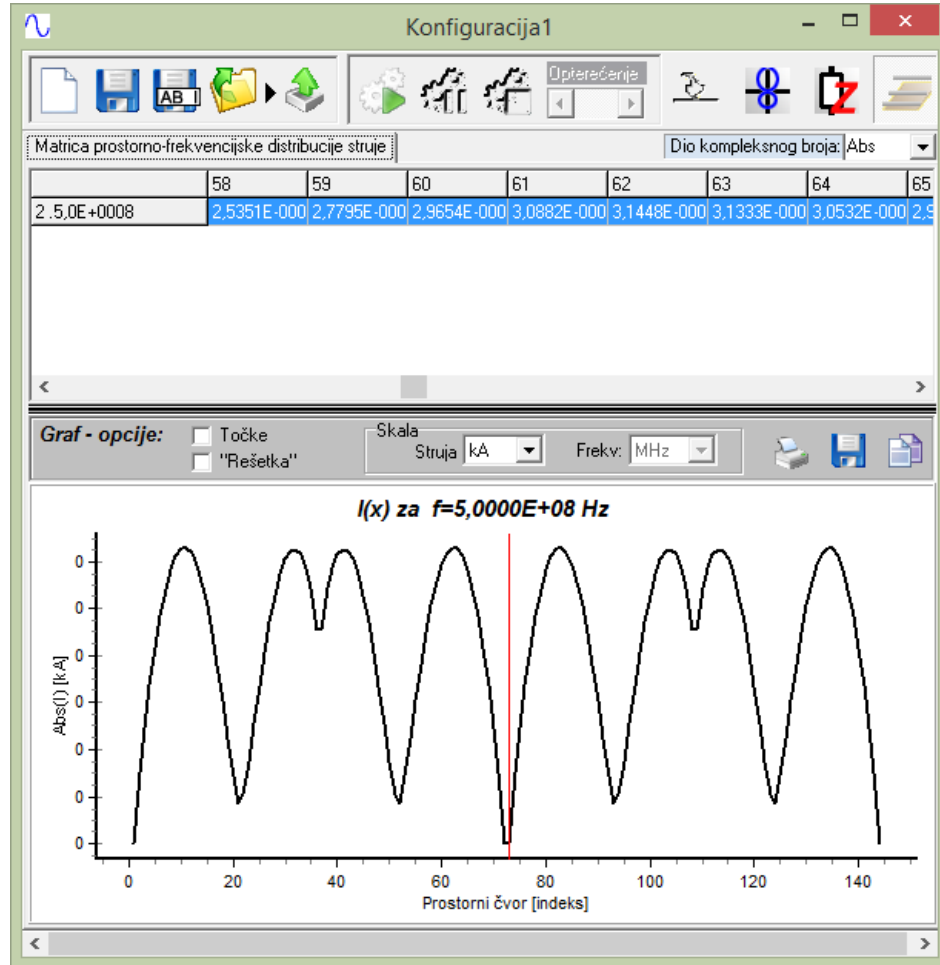 Konfiguracija1
AB
Opterećenje
Z
Matrica prostorno-frekvencijske distribucije struje
Dio kompleksnog broja: Abs
58 59 60 61 62 63 64 65
2.5,0E+0008 2,5351E-000 2,7795E-000 2,9654E-000 3,0882E-000 3,1448E-000 3,1333E-000 3,0532E-000 2,9
Graf - opcije:
Točke
"Rešetka"
Skala
Struja kA
Frekv: MHz
I(x) za f=5,0000E+08 Hz
Abs(I) [kA]
0
0
0
0
0
0
0
0 20 40 60 80 100 120 140
Prostorni čvor [indeks]